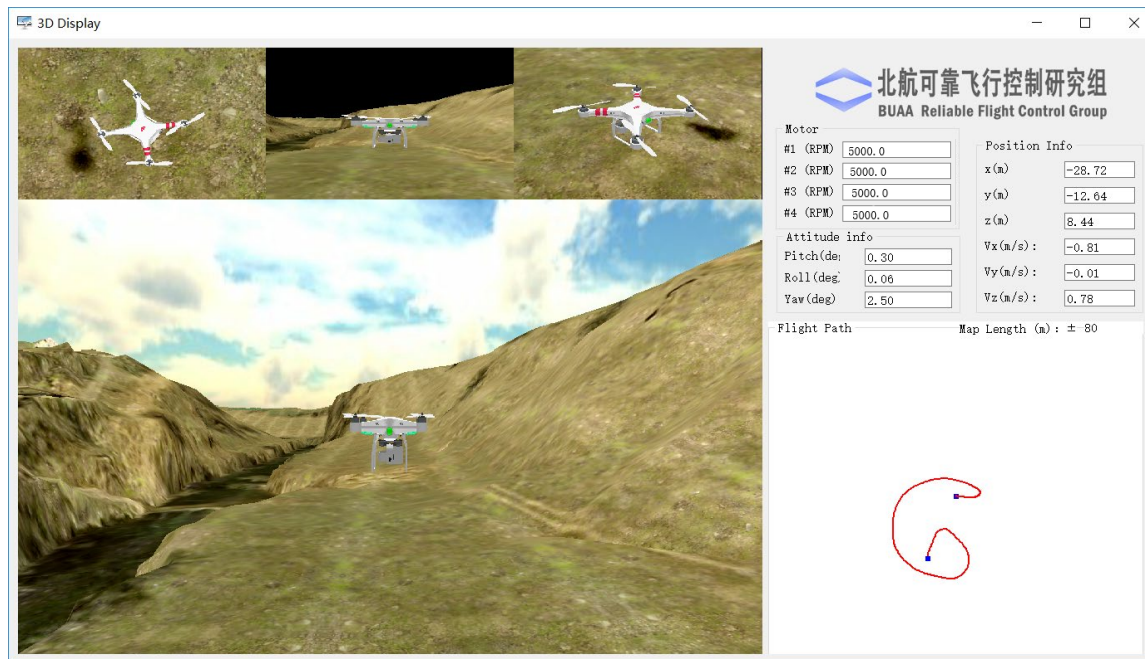 3D Display
北航可靠飞行控制研究组
BUAA Reliable Flight Control Group
Motor
#1 (RPM) 5000.0
#2 (RPM) 5000.0
#3 (RPM) 5000.0
#4 (RPM) 5000.0
Attitude info
Pitch(de
0.30
Roll(deg
0.06
Yaw(deg) 2.50
Position Info
x(m) -28.72
y(m) -12.64
z(m) 8.44
Vx(m/s): -0.81
Vy(m/s): -0.01
Vz(m/s): 0.78
Flight Path
Map Length (m): ± 80